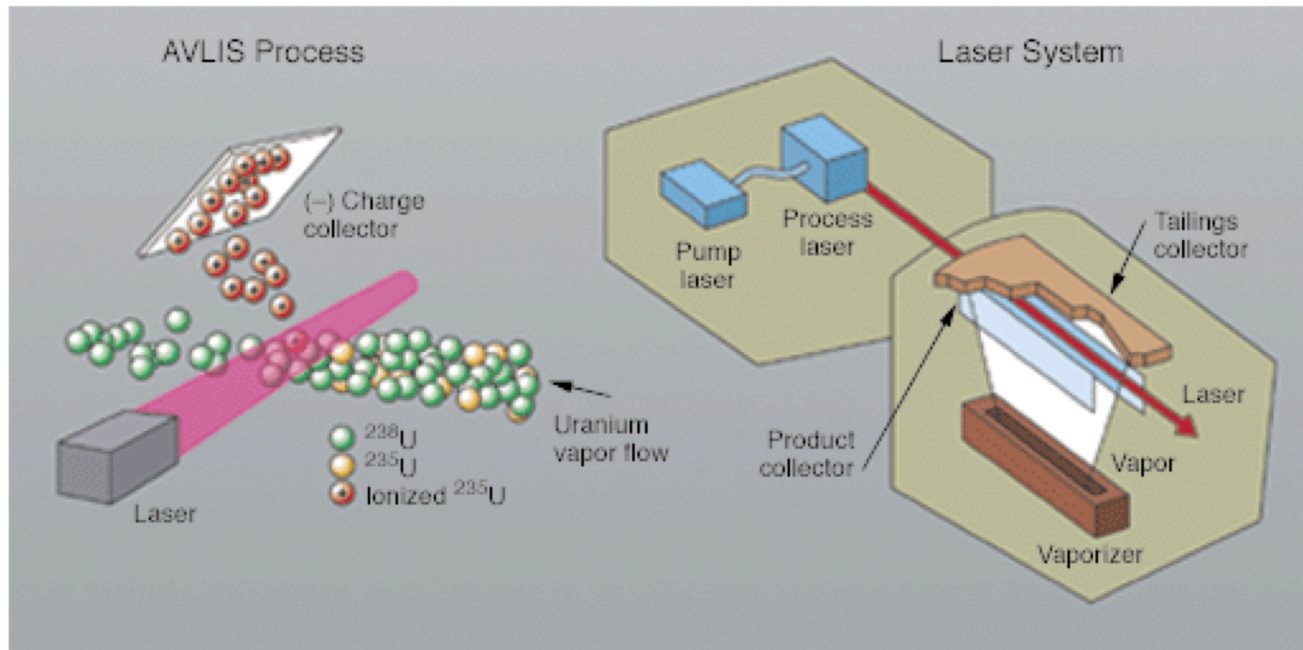 AVLIS Process
(−) Charge
collector
Uranium
vapor flow
²³⁸U
²³⁵U
Ionized ²³⁵U
Laser
Laser System
Pump
laser
Process
laser
Tailings
collector
Product
collector
Laser
Vapor
Vaporizer